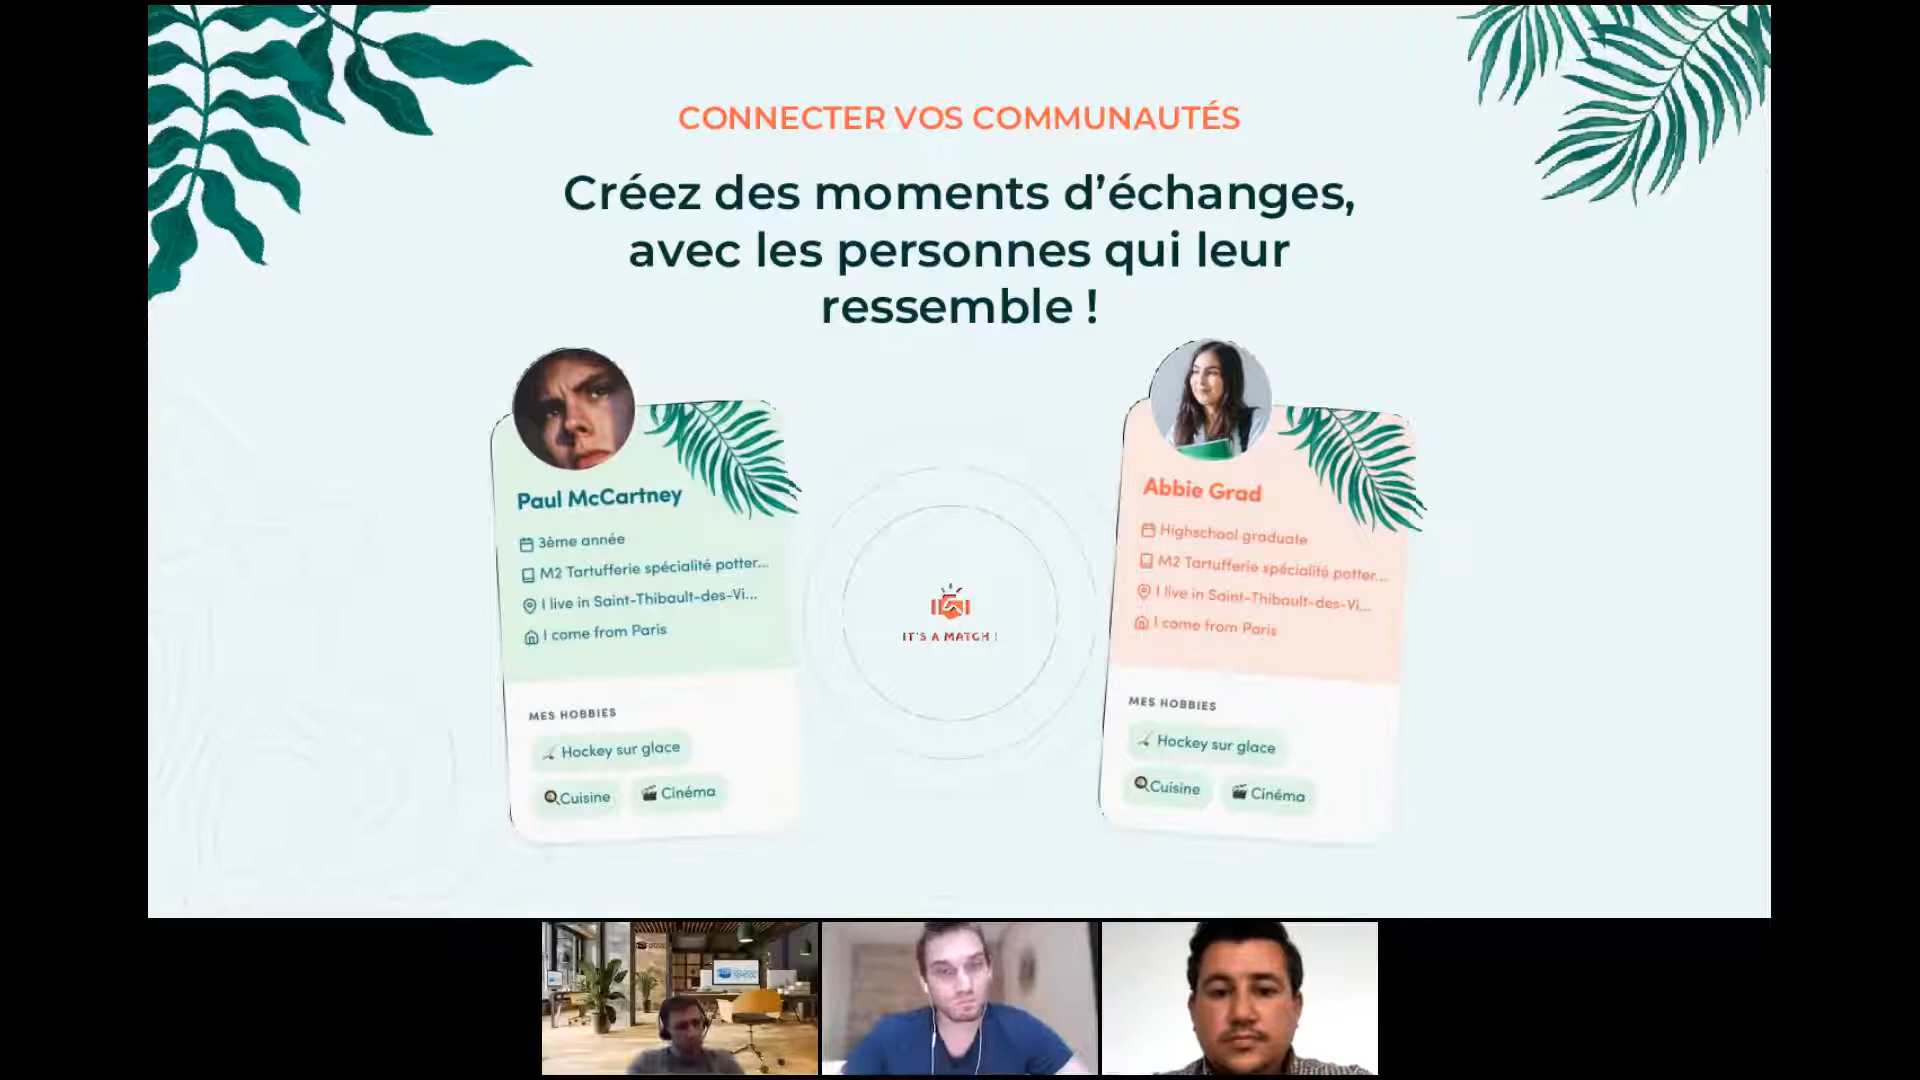 CONNECTER VOS COMMUNAUTÉS
Créez des moments d’échanges,
avec les personnes qui leur
ressemble !
Paul McCartney
3ème année
M2 Tartufferie spécialité potter...
I live in Saint-Thibault-des-Vi...
I come from Paris
MES HOBBIES
Hockey sur glace
Cuisine
Cinéma
IT'S A MATCH !
Abbie Grad
Highschool graduate
M2 Tartufferie spécialité potter...
I live in Saint-Thibault-des-Vi...
I come from Paris
MES HOBBIES
Hockey sur glace
Cuisine
Cinéma